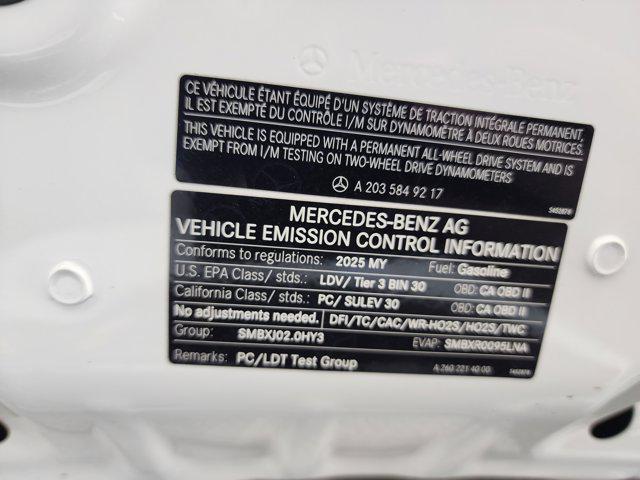 Mercedes-Benz
CE VÉHICULE ÉTANT ÉQUIPÉ D'UN SYSTÈME DE TRACTION INTÉGRALE PERMANENT,
IL EST EXEMPTÉ DU CONTRÔLE I/M SUR DYNAMOMÈTRE À DEUX ROUES MOTRICES.
THIS VEHICLE IS EQUIPPED WITH A PERMANENT ALL-WHEEL DRIVE SYSTEM AND IS
EXEMPT FROM I/M TESTING ON TWO-WHEEL DRIVE DYNAMOMETERS
A 203 584 92 17
MERCEDES-BENZ AG
VEHICLE EMISSION CONTROL INFORMATION
Conforms to regulations: 2025 MY Fuel: Gasoline
U.S. EPA Class/ stds.: LDV/ Tier 3 BIN 30 OBD: CA OBD II
California Class/ stds.: PC/ SULEV 30 OBD: CA OBD II
No adjustments needed. DFI/TC/CAC/WR-HO2S/HO2S/TWC
Group: SMBXJ02.0HY3 EVAP: SMBXR0095LNA
Remarks: PC/LDT Test Group A 260 221 40 00